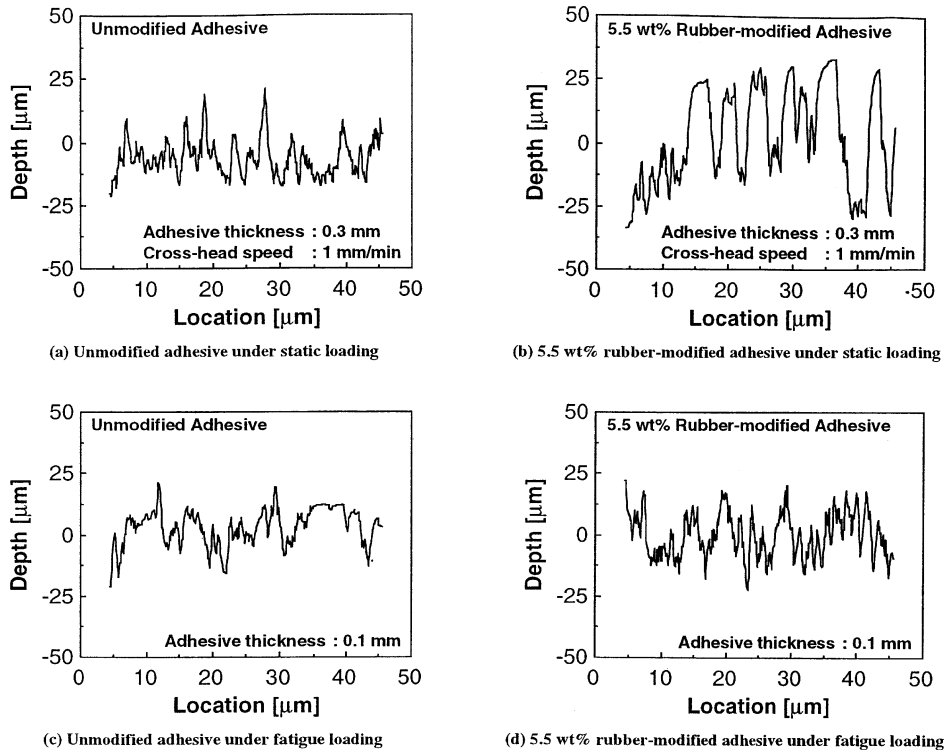 50
Unmodified Adhesive
25
0
-25
-50
Depth [µm]
Adhesive thickness : 0.3 mm
Cross-head speed : 1 mm/min
0 10 20 30 40 50
Location [µm]
(a) Unmodified adhesive under static loading
50
5.5 wt% Rubber-modified Adhesive
25
0
-25
-50
Depth [µm]
Adhesive thickness : 0.3 mm
Cross-head speed : 1 mm/min
0 10 20 30 40 ·50
Location [µm]
(b) 5.5 wt% rubber-modified adhesive under static loading
50
Unmodified Adhesive
25
0
-25
-50
Depth [µm]
Adhesive thickness : 0.1 mm
0 10 20 30 40 50
Location [µm]
(c) Unmodified adhesive under fatigue loading
50
5.5 wt% Rubber-modified Adhesive
25
0
-25
-50
Depth [µm]
Adhesive thickness : 0.1 mm
0 10 20 30 40 50
Location [µm]
(d) 5.5 wt% rubber-modified adhesive under fatigue loading